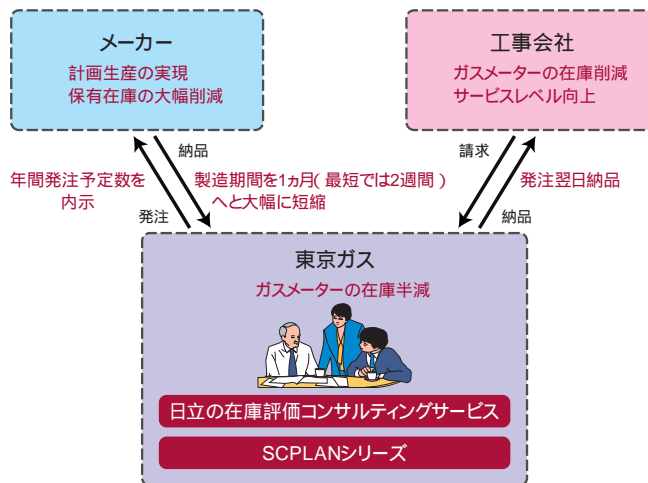 メーカー
計画生産の実現
保有在庫の大幅削減
工事会社
ガスメーターの在庫削減
サービスレベル向上
年間発注予定数を
内示
発注
納品
製造期間を1ヵ月(最短では2週間)
へと大幅に短縮
請求
発注翌日納品
納品
東京ガス
ガスメーターの在庫半減
日立の在庫評価コンサルティングサービス
SCPLANシリーズ